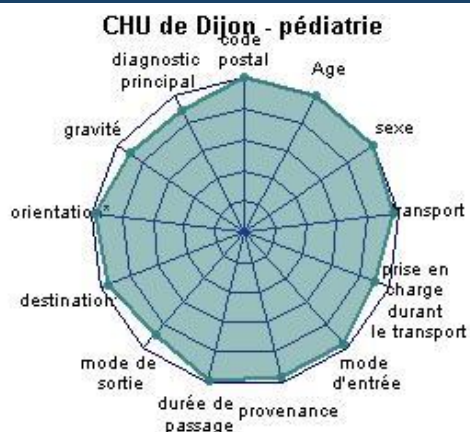 CHU de Dijon - pédiatrie
code
postal
Age
sexe
transport
prise en
charge
durant
le transport
mode
d'entrée
provenance
durée de
passage
mode de
sortie
destination
orientation
gravité
diagnostic
principal